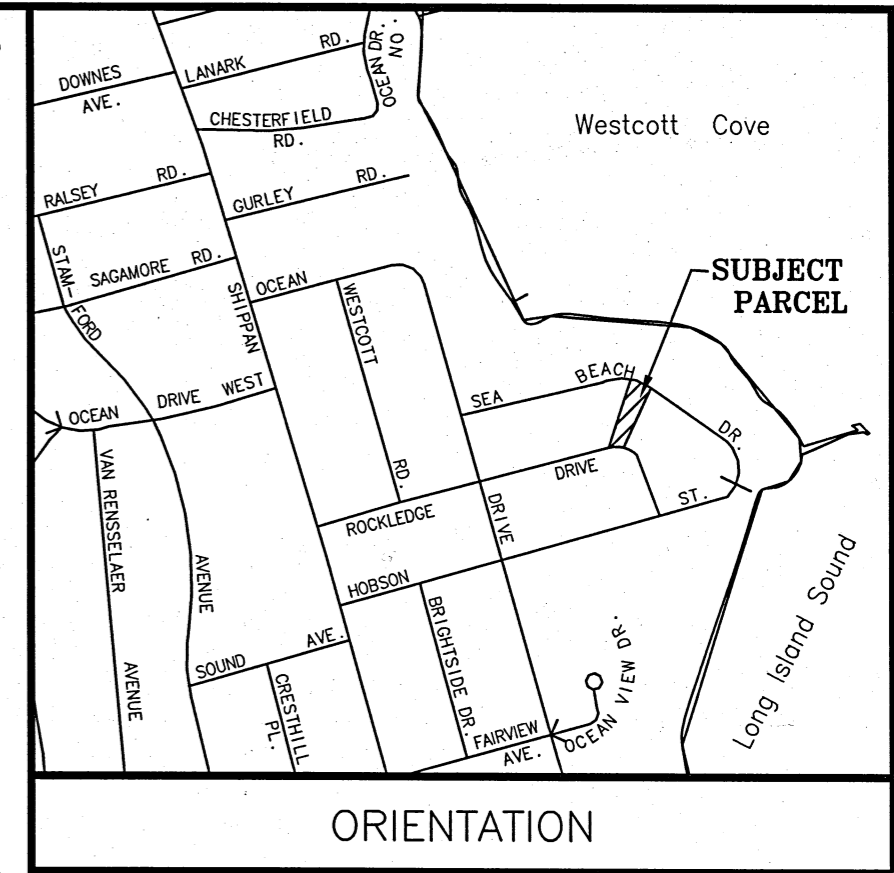 OCEAN DR.
NO.
LANARK RD.
DOWNES
AVE.
CHESTERFIELD
RD.
Westcott Cove
RALSEY RD.
GURLEY RD.
STAM-FORD
AVENUE
SAGAMORE RD.
SHIPPAN
OCEAN
DRIVE
WESTCOTT
RD.
SUBJECT
PARCEL
OCEAN DRIVE WEST
SEA BEACH DR.
VAN RENSSELAER
AVENUE
ROCKLEDGE DRIVE
HOBSON ST.
BRIGHTSIDE DR.
SOUND AVE.
CRESTHILL
PL.
FAIRVIEW
AVE.
OCEAN VIEW DR.
Long Island Sound
ORIENTATION